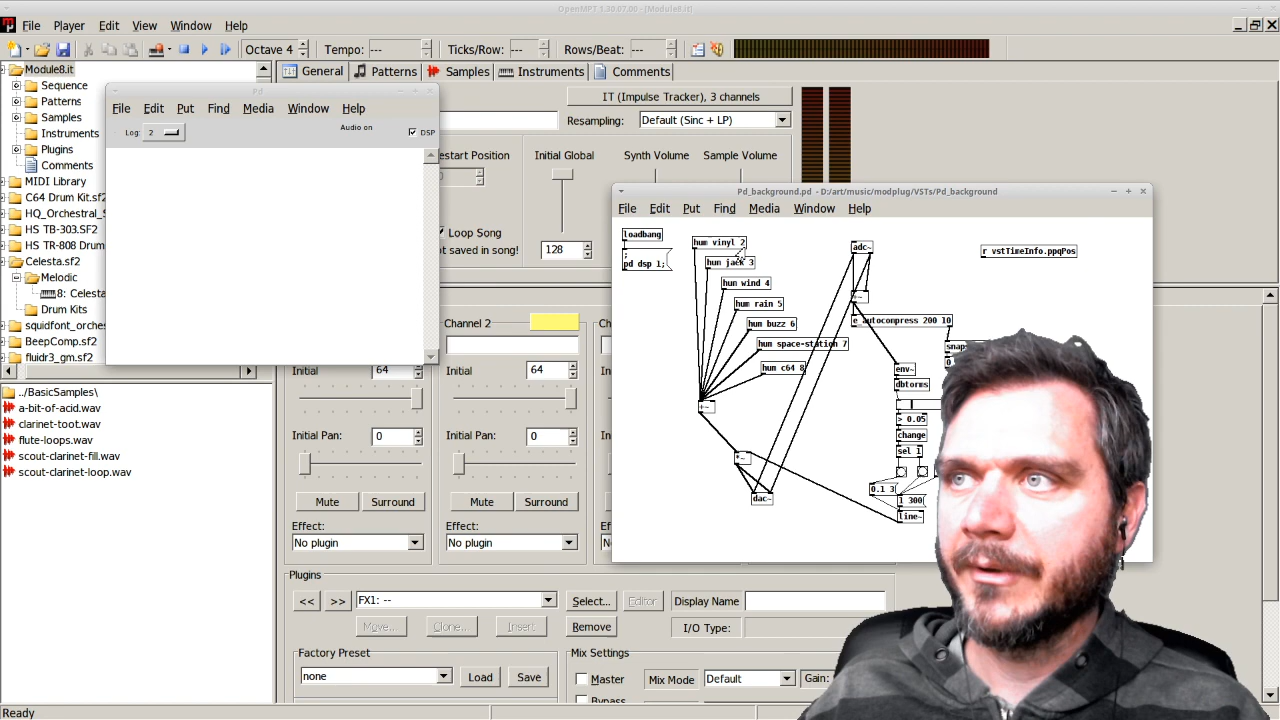 OpenMPT 1.30.07.00 - [Module8.it]
File Player Edit View Window Help
Octave 4 Tempo: --- Ticks/Row: --- Rows/Beat: ---
Module8.it
Sequence
Patterns
Samples
Instruments
Plugins
Comments
MIDI Library
C64 Drum Kit.sf2
HQ_Orchestral_S
HS TB-303.SF2
HS TR-808 Drum
Celesta.sf2
Melodic
8: Celesta
Drum Kits
squidfont_orches
BeepComp.sf2
fluidr3_gm.sf2
General Patterns Samples Instruments Comments
IT (Impulse Tracker), 3 channels
Resampling: Default (Sinc + LP)
estart Position Initial Global Synth Volume Sample Volume
Loop Song
saved in song! 128
Pd
File Edit Put Find Media Window Help
Log: 2 Audio on DSP
Pd_background.pd - D:/art/music/modplug/VSTs/Pd_background
File Edit Put Find Media Window Help
loadbang
;
pd dsp 1;
hum vinyl 2
hum jack 3
hum wind 4
hum rain 5
hum buzz 6
hum space-station 7
hum c64 8
+~
*~
dac~
adc~
r vstTimeInfo.ppqPos
e_autocompress 200 10
snap
0
env~
dbtorms
> 0.05
change
sel 1
0.1 3
1 300
line~
../BasicSamples\
a-bit-of-acid.wav
clarinet-toot.wav
flute-loops.wav
scout-clarinet-fill.wav
scout-clarinet-loop.wav
Channel 2
64 Initial Pan: 0 Mute Surround
Effect:
No plugin
64 Initial Pan: 0 Mute Surround
Effect:
No plugin
Plugins
<< >> FX1: -- Select... Editor Display Name
Move... Clone... Insert Remove I/O Type:
Factory Preset
none Load Save
Mix Settings
Master Mix Mode Default Gain:
Bypass
Ready